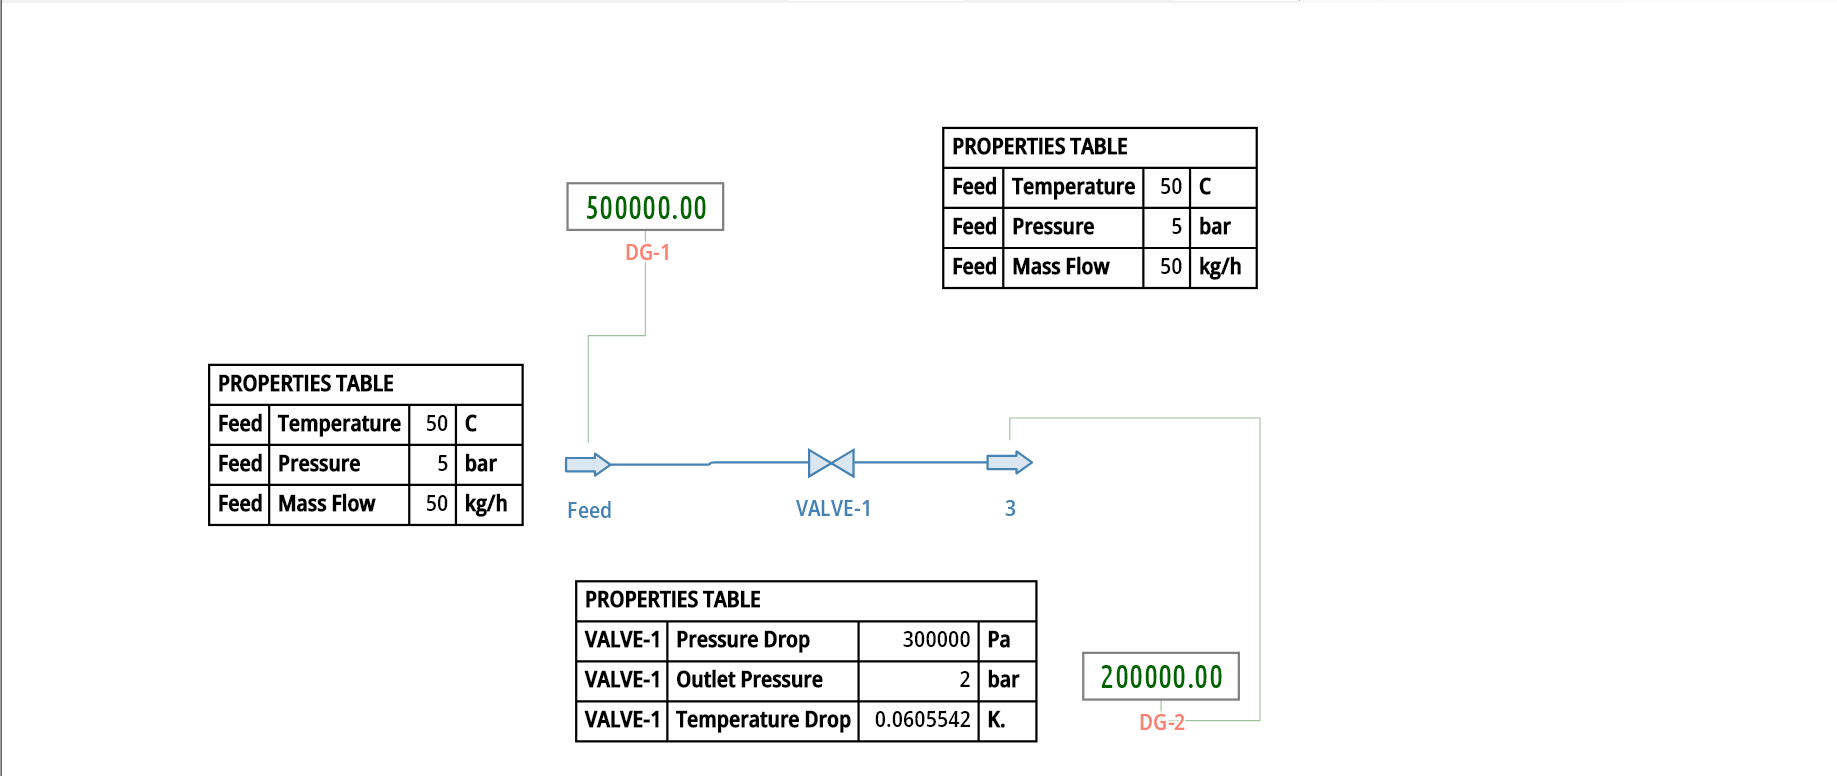 PROPERTIES TABLE
Feed Temperature 50 C
Feed Pressure 5 bar
Feed Mass Flow 50 kg/h
500000.00
DG-1
PROPERTIES TABLE
Feed Temperature 50 C
Feed Pressure 5 bar
Feed Mass Flow 50 kg/h
Feed VALVE-1 3
PROPERTIES TABLE
VALVE-1 Pressure Drop 300000 Pa
VALVE-1 Outlet Pressure 2 bar
VALVE-1 Temperature Drop 0.0605542 K.
200000.00
DG-2